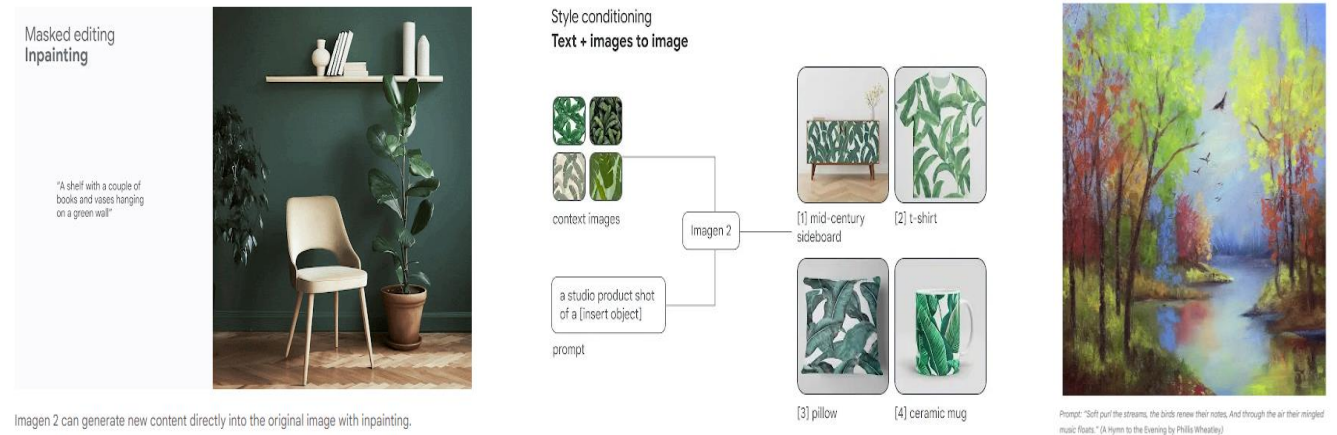 Masked editing
Inpainting
"A shelf with a couple of
books and vases hanging
on a green wall"
Imagen 2 can generate new content directly into the original image with inpainting.
Style conditioning
Text + images to image
context images
Imagen 2
a studio product shot
of a [insert object]
prompt
[1] mid-century
sideboard
[2] t-shirt
[3] pillow
[4] ceramic mug
Prompt: "Soft purl the streams, the birds renew their notes, And through the air their mingled
music floats." (A Hymn to the Evening by Phillis Wheatley)